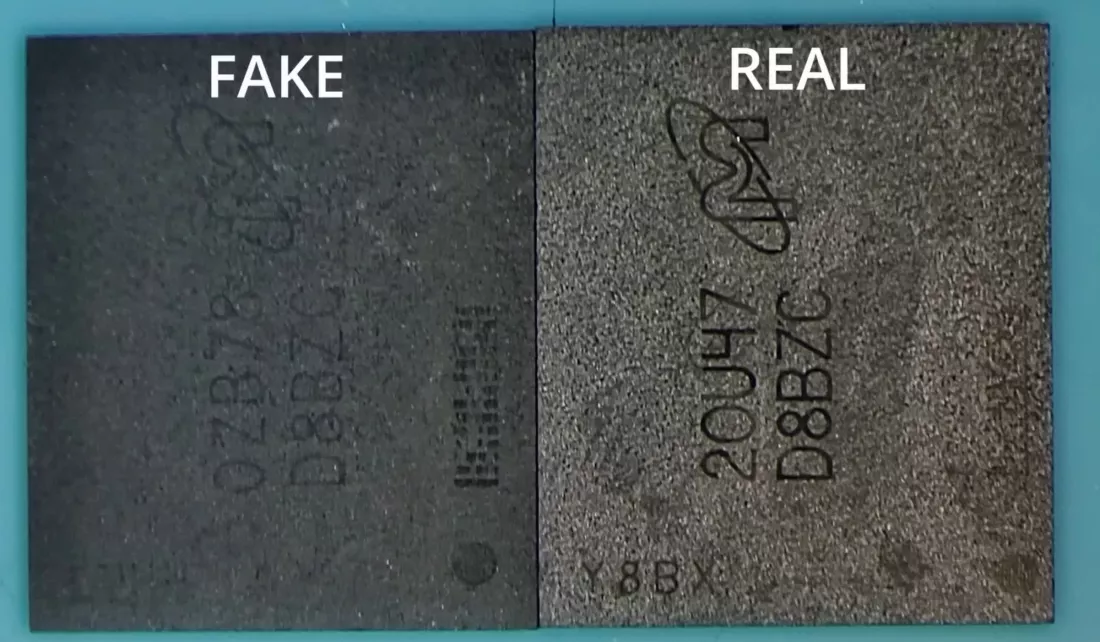 FAKE
0ZB78
D8BZC
REAL
20U47
D8BZC
Y8BX